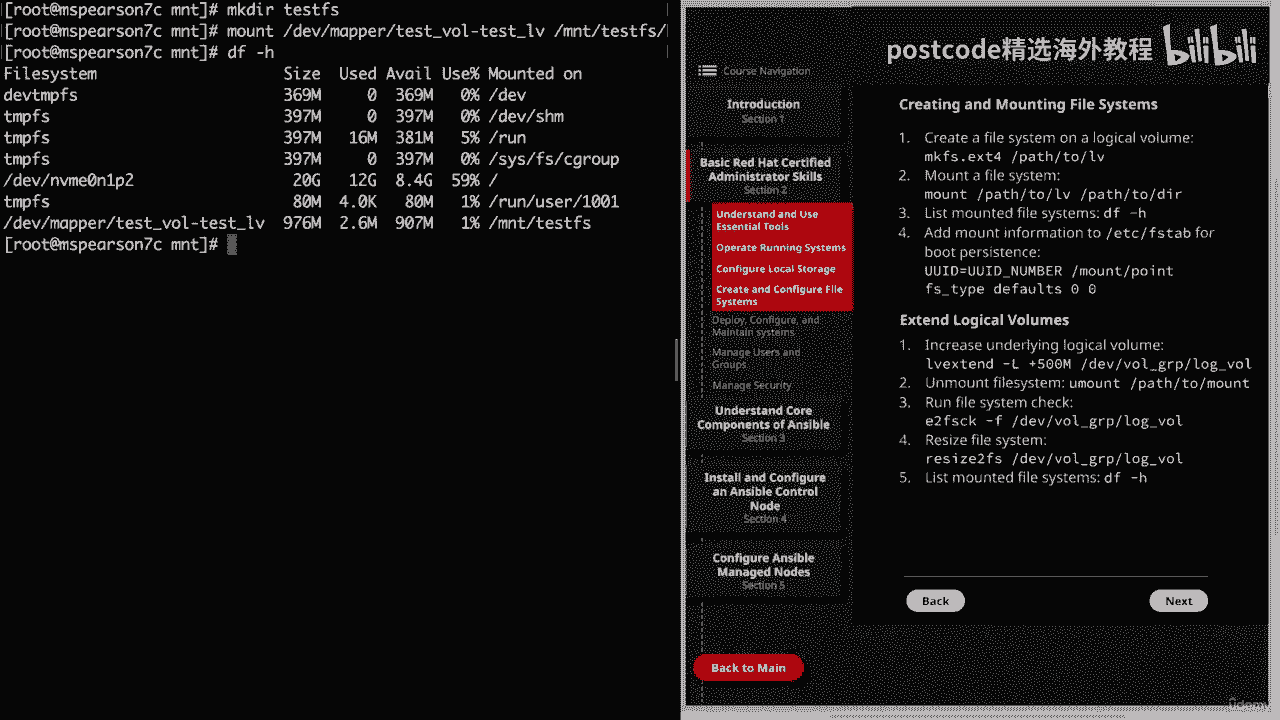 [root@mspearson7c mnt]# mkdir testfs
[root@mspearson7c mnt]# mount /dev/mapper/test_vol-test_lv /mnt/testfs/
[root@mspearson7c mnt]# df -h
Filesystem Size Used Avail Use% Mounted on
devtmpfs 369M 0 369M 0% /dev
tmpfs 397M 0 397M 0% /dev/shm
tmpfs 397M 16M 381M 5% /run
tmpfs 397M 0 397M 0% /sys/fs/cgroup
/dev/nvme0n1p2 20G 12G 8.4G 59% /
tmpfs 80M 4.0K 80M 1% /run/user/1001
/dev/mapper/test_vol-test_lv 976M 2.6M 907M 1% /mnt/testfs
[root@mspearson7c mnt]#
postcode精选海外教程 bilibili
Course Navigation
Introduction
Section 1
Basic Red Hat Certified
Administrator Skills
Section 2
Understand and Use
Essential Tools
Operate Running Systems
Configure Local Storage
Create and Configure File
Systems
Deploy, Configure, and
Maintain systems
Manage Users and
Groups
Manage Security
Understand Core
Components of Ansible
Section 3
Install and Configure
an Ansible Control
Node
Section 4
Configure Ansible
Managed Nodes
Section 5
Back to Main
Creating and Mounting File Systems
1. Create a file system on a logical volume:
mkfs.ext4 /path/to/lv
2. Mount a file system:
mount /path/to/lv /path/to/dir
3. List mounted file systems: df -h
4. Add mount information to /etc/fstab for
boot persistence:
UUID=UUID_NUMBER /mount/point
fs_type defaults 0 0
Extend Logical Volumes
1. Increase underlying logical volume:
lvextend -L +500M /dev/vol_grp/log_vol
2. Unmount filesystem: umount /path/to/mount
3. Run file system check:
e2fsck -f /dev/vol_grp/log_vol
4. Resize file system:
resize2fs /dev/vol_grp/log_vol
5. List mounted file systems: df -h
Back
Next
Udemy